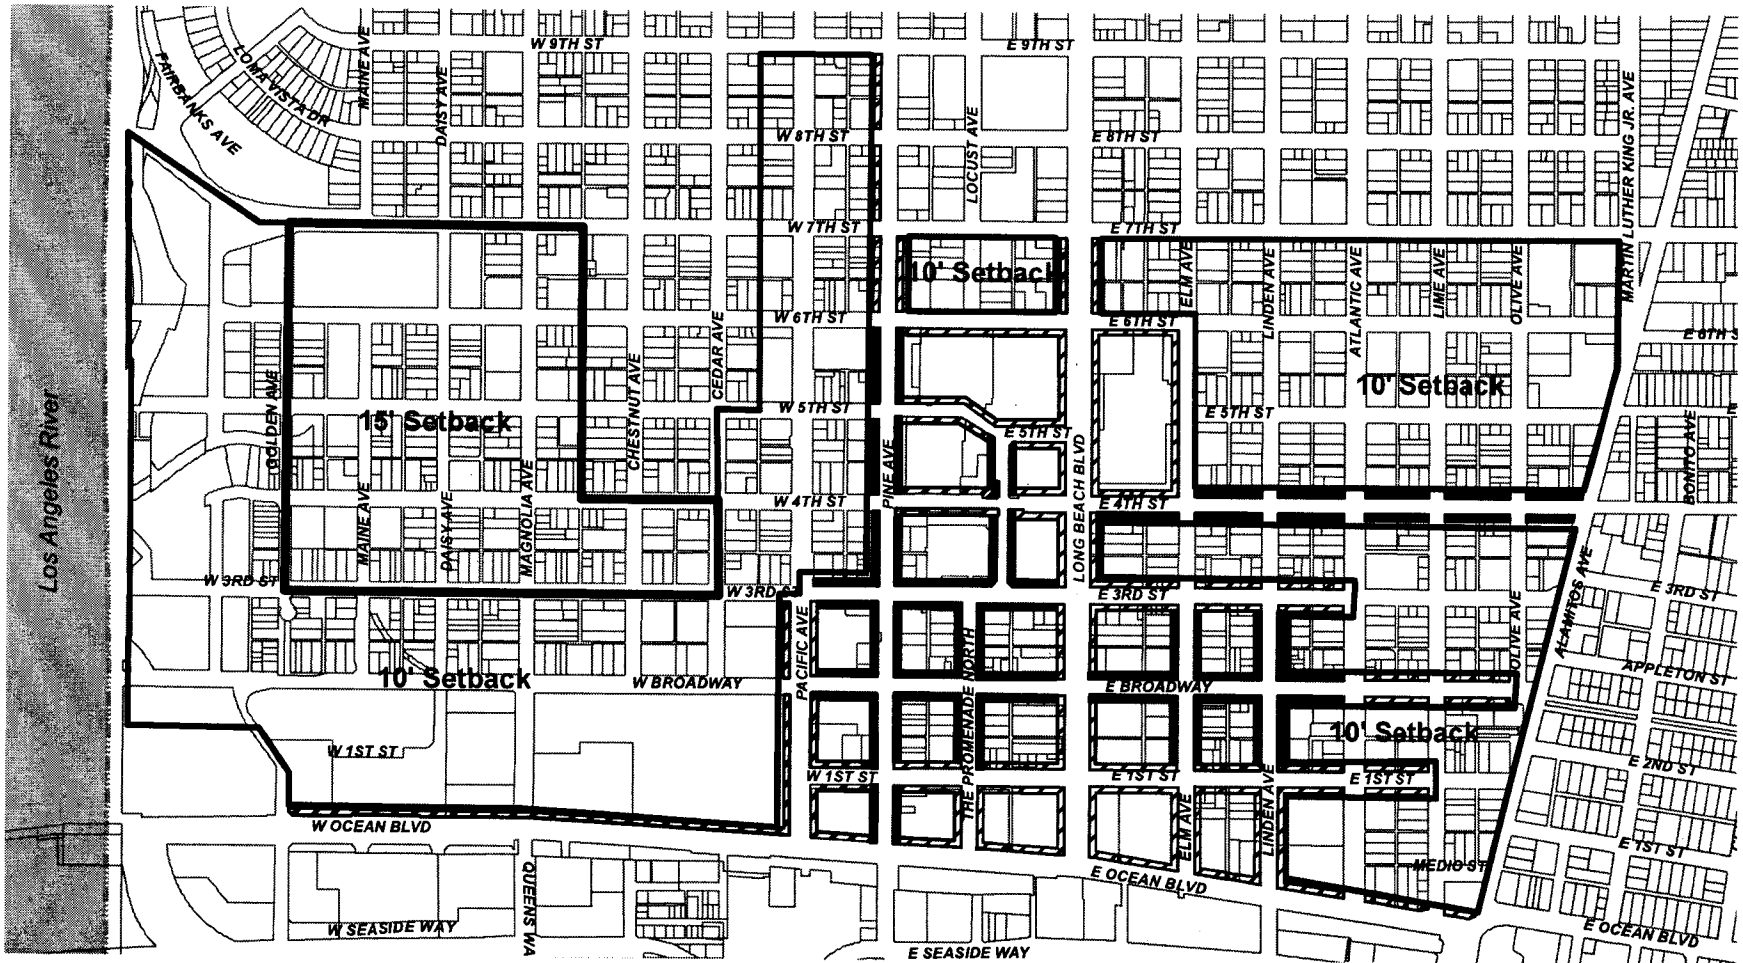 W 9TH ST
E 9TH ST
MAINE AVE
LOMA VISTA DR
FAIRBANKS AVE
DAISY AVE
W 8TH ST
LOCUST AVE
E 8TH ST
MARTIN LUTHER KING JR. AVE
W 7TH ST
E 7TH ST
10' Setback
ELM AVE
LINDEN AVE
ATLANTIC AVE
LIME AVE
OLIVE AVE
W 6TH ST
E 6TH ST
E 6TH S
CEDAR AVE
CHESTNUT AVE
10' Setback
15' Setback
GOLDEN AVE
W 5TH ST
E 5TH ST
E 5TH ST
E
BONITO AVE
PINE AVE
LONG BEACH BLVD
Los Angeles River
MAINE AVE
DAISY AVE
MAGNOLIA AVE
W 4TH ST
E 4TH ST
W 3RD ST
W 3RD ST
E 3RD ST
E 3RD ST
ALAMITOS AVE
OLIVE AVE
PACIFIC AVE
THE PROMENADE NORTH
APPLETON ST
10' Setback
W BROADWAY
E BROADWAY
10' Setback
W 1ST ST
W 1ST ST
E 1ST ST
E 1ST ST
E 2ND ST
ELM AVE
LINDEN AVE
W OCEAN BLVD
E 1ST ST
MEDIO ST
E OCEAN BLVD
QUEENS WA
W SEASIDE WAY
E SEASIDE WAY
E OCEAN BLVD